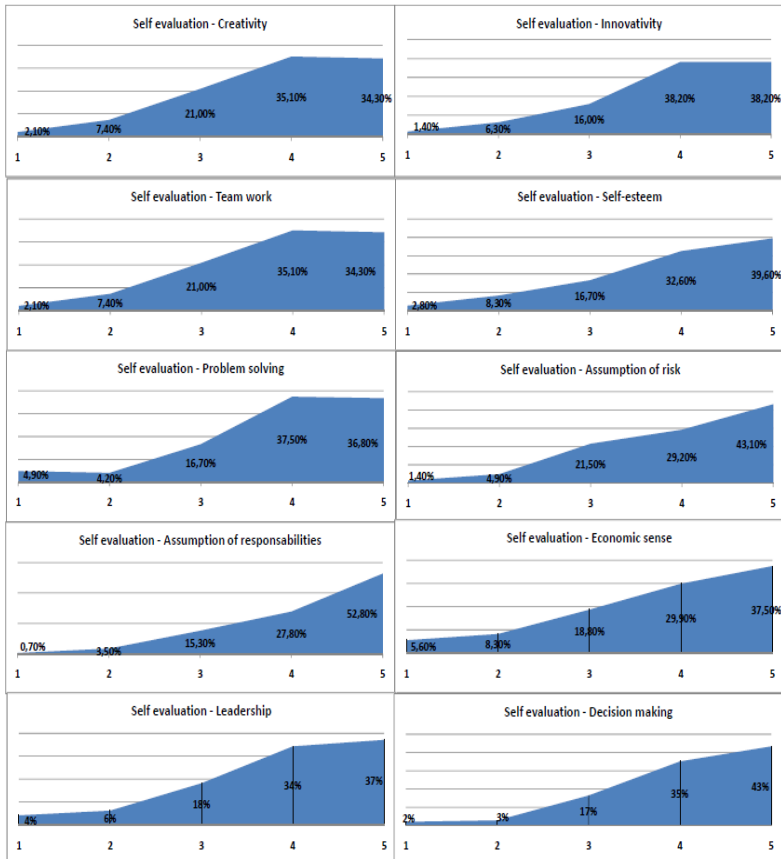 Self evaluation - Creativity
2,10%
7,40%
21,00%
35,10%
34,30%
1 2 3 4 5
Self evaluation - Innovativity
1,40%
6,30%
16,00%
38,20%
38,20%
1 2 3 4 5
Self evaluation - Team work
2,10%
7,40%
21,00%
35,10%
34,30%
1 2 3 4 5
Self evaluation - Self-esteem
2,80%
8,30%
16,70%
32,60%
39,60%
1 2 3 4 5
Self evaluation - Problem solving
4,90%
4,20%
16,70%
37,50%
36,80%
1 2 3 4 5
Self evaluation - Assumption of risk
1,40%
4,90%
21,50%
29,20%
43,10%
1 2 3 4 5
Self evaluation - Assumption of responsabilities
0,70%
3,50%
15,30%
27,80%
52,80%
1 2 3 4 5
Self evaluation - Economic sense
5,60%
8,30%
18,80%
29,90%
37,50%
1 2 3 4 5
Self evaluation - Leadership
4%
6%
18%
34%
37%
1 2 3 4 5
Self evaluation - Decision making
2%
3%
17%
35%
43%
1 2 3 4 5